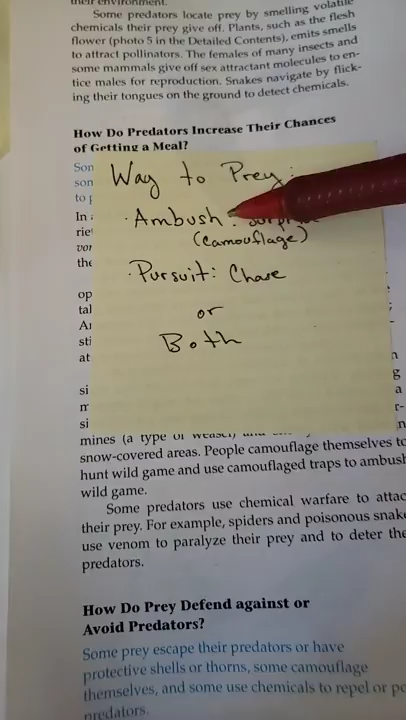 their environment.
Some predators locate prey by smelling volatile
chemicals their prey give off. Plants, such as the flesh
flower (photo 5 in the Detailed Contents), emits smells
to attract pollinators. The females of many insects and
some mammals give off sex attractant molecules to en-
tice males for reproduction. Snakes navigate by flick-
ing their tongues on the ground to detect chemicals.
How Do Predators Increase Their Chances
of Getting a Meal?
Way to Prey:
· Ambush:
(Camouflage)
· Pursuit: Chase
or
Both
mines (a type of weasel)
snow-covered areas. People camouflage themselves to
hunt wild game and use camouflaged traps to ambush
wild game.
Some predators use chemical warfare to attac
their prey. For example, spiders and poisonous snake
use venom to paralyze their prey and to deter the
predators.
How Do Prey Defend against or
Avoid Predators?
Some prey escape their predators or have
protective shells or thorns, some camouflage
themselves, and some use chemicals to repel or po
predators.